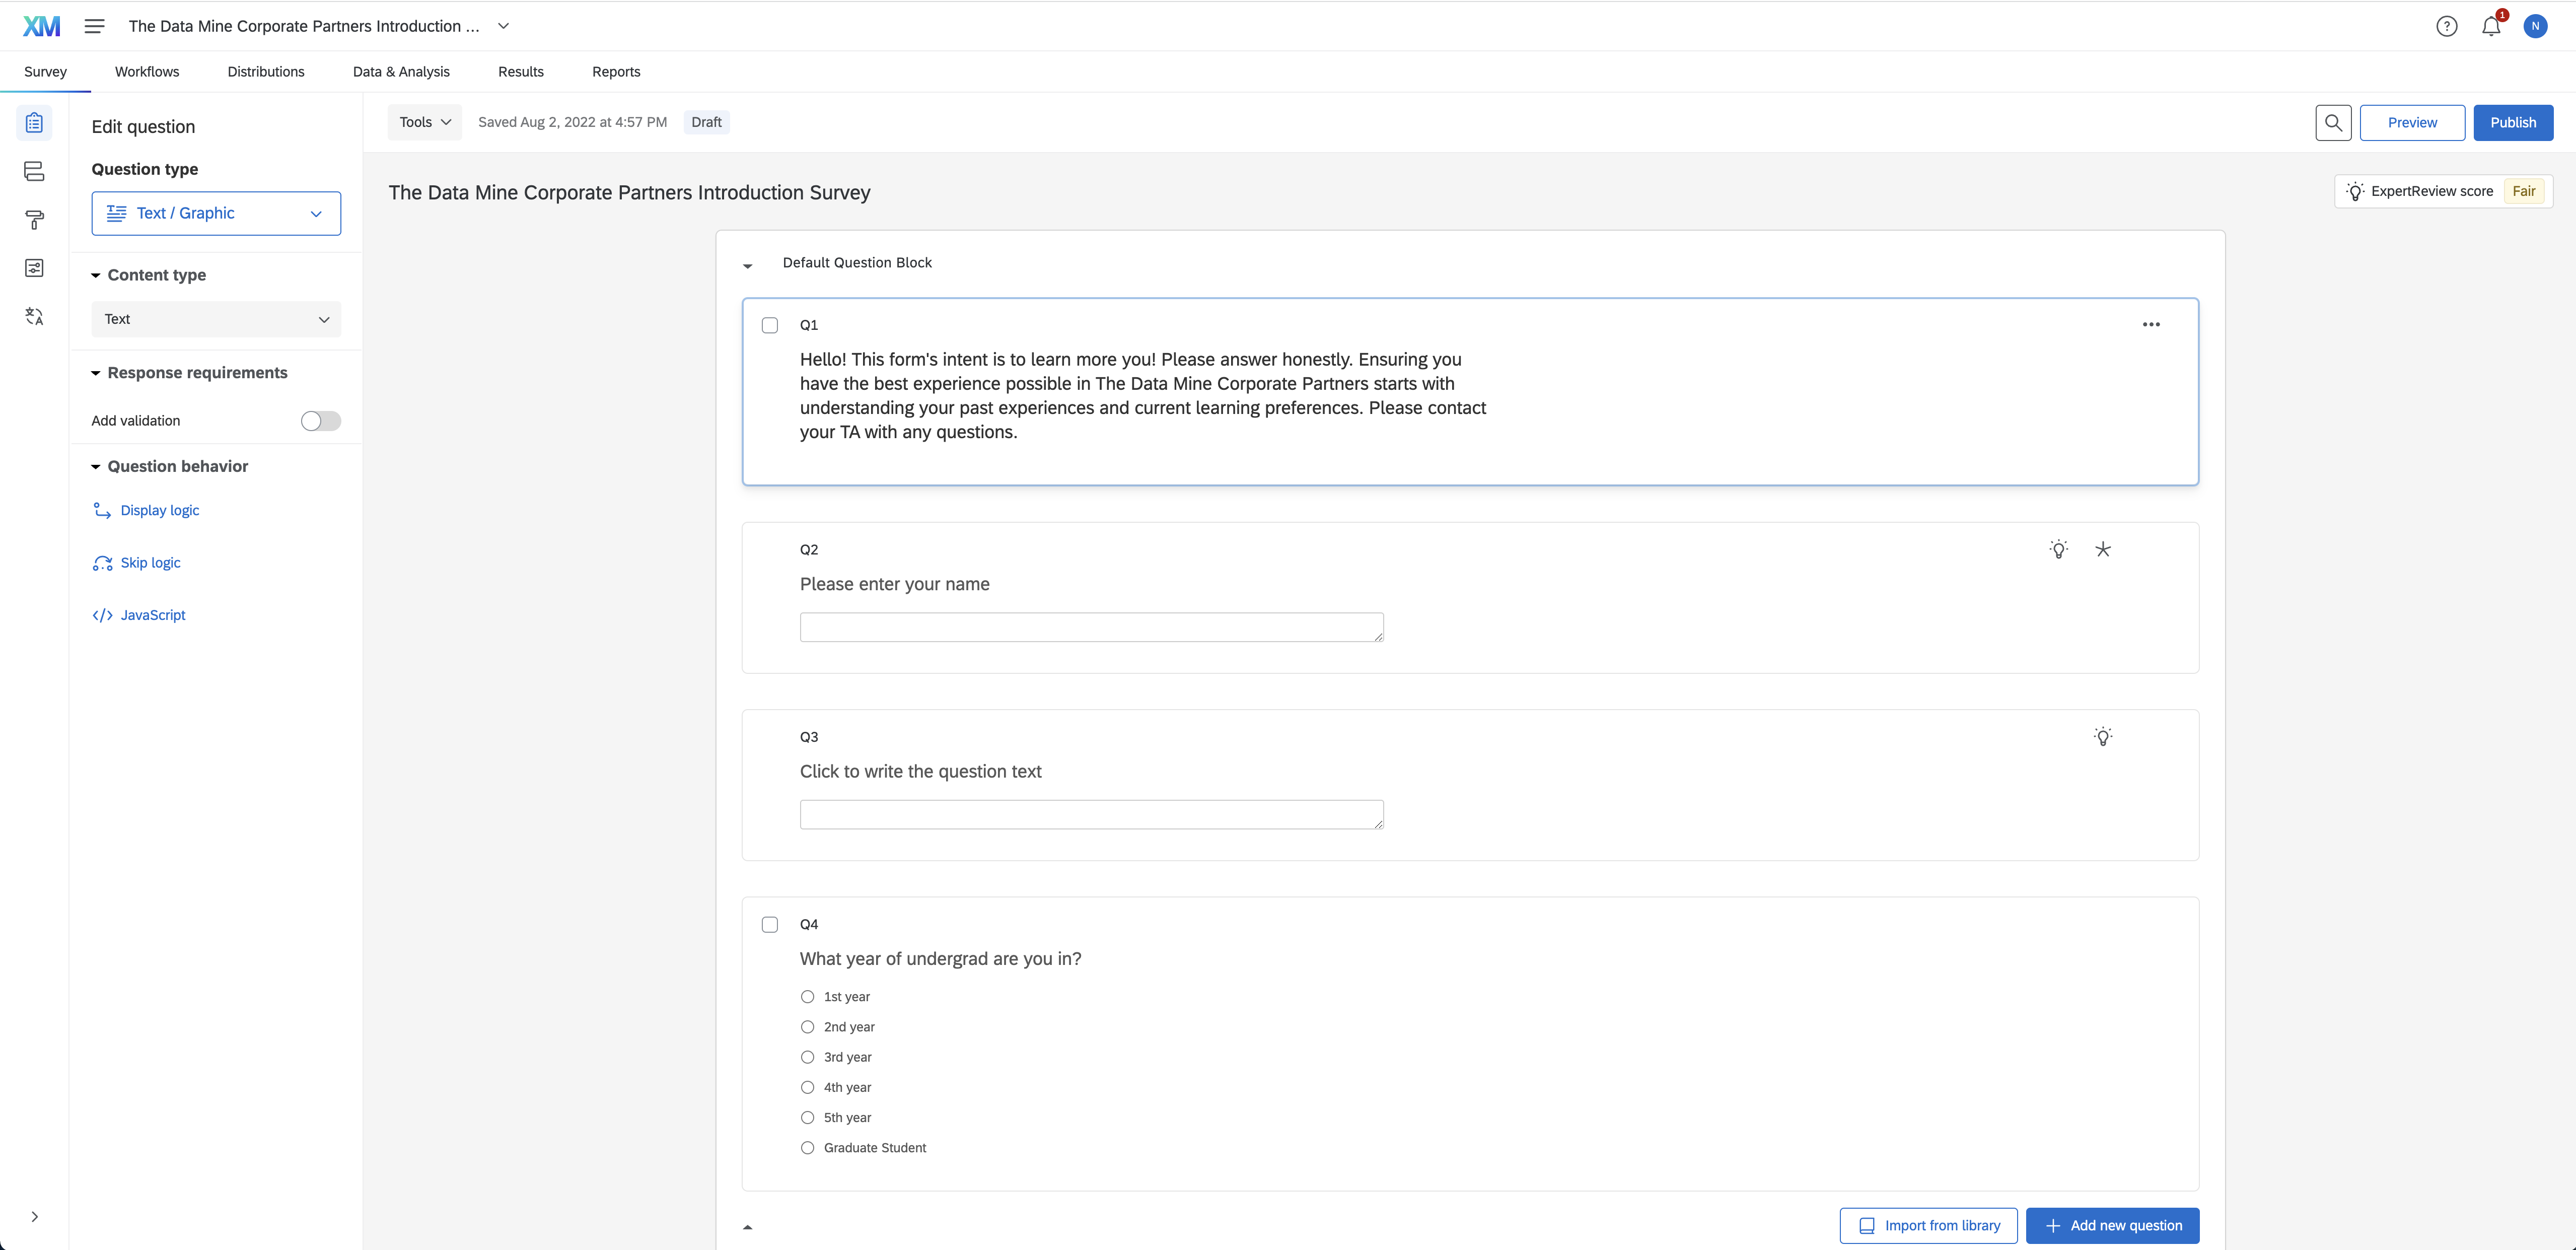 XM
The Data Mine Corporate Partners Introduction ...
1
N
Survey
Workflows
Distributions
Data & Analysis
Results
Reports
Edit question
Question type
Text / Graphic
Content type
Text
Response requirements
Add validation
Question behavior
Display logic
Skip logic
</> JavaScript
Tools
Saved Aug 2, 2022 at 4:57 PM
Draft
Preview
Publish
The Data Mine Corporate Partners Introduction Survey
ExpertReview score
Fair
Default Question Block
Q1
Hello! This form's intent is to learn more you! Please answer honestly. Ensuring you
have the best experience possible in The Data Mine Corporate Partners starts with
understanding your past experiences and current learning preferences. Please contact
your TA with any questions.
Q2
Please enter your name
Q3
Click to write the question text
Q4
What year of undergrad are you in?
1st year
2nd year
3rd year
4th year
5th year
Graduate Student
Import from library
Add new question